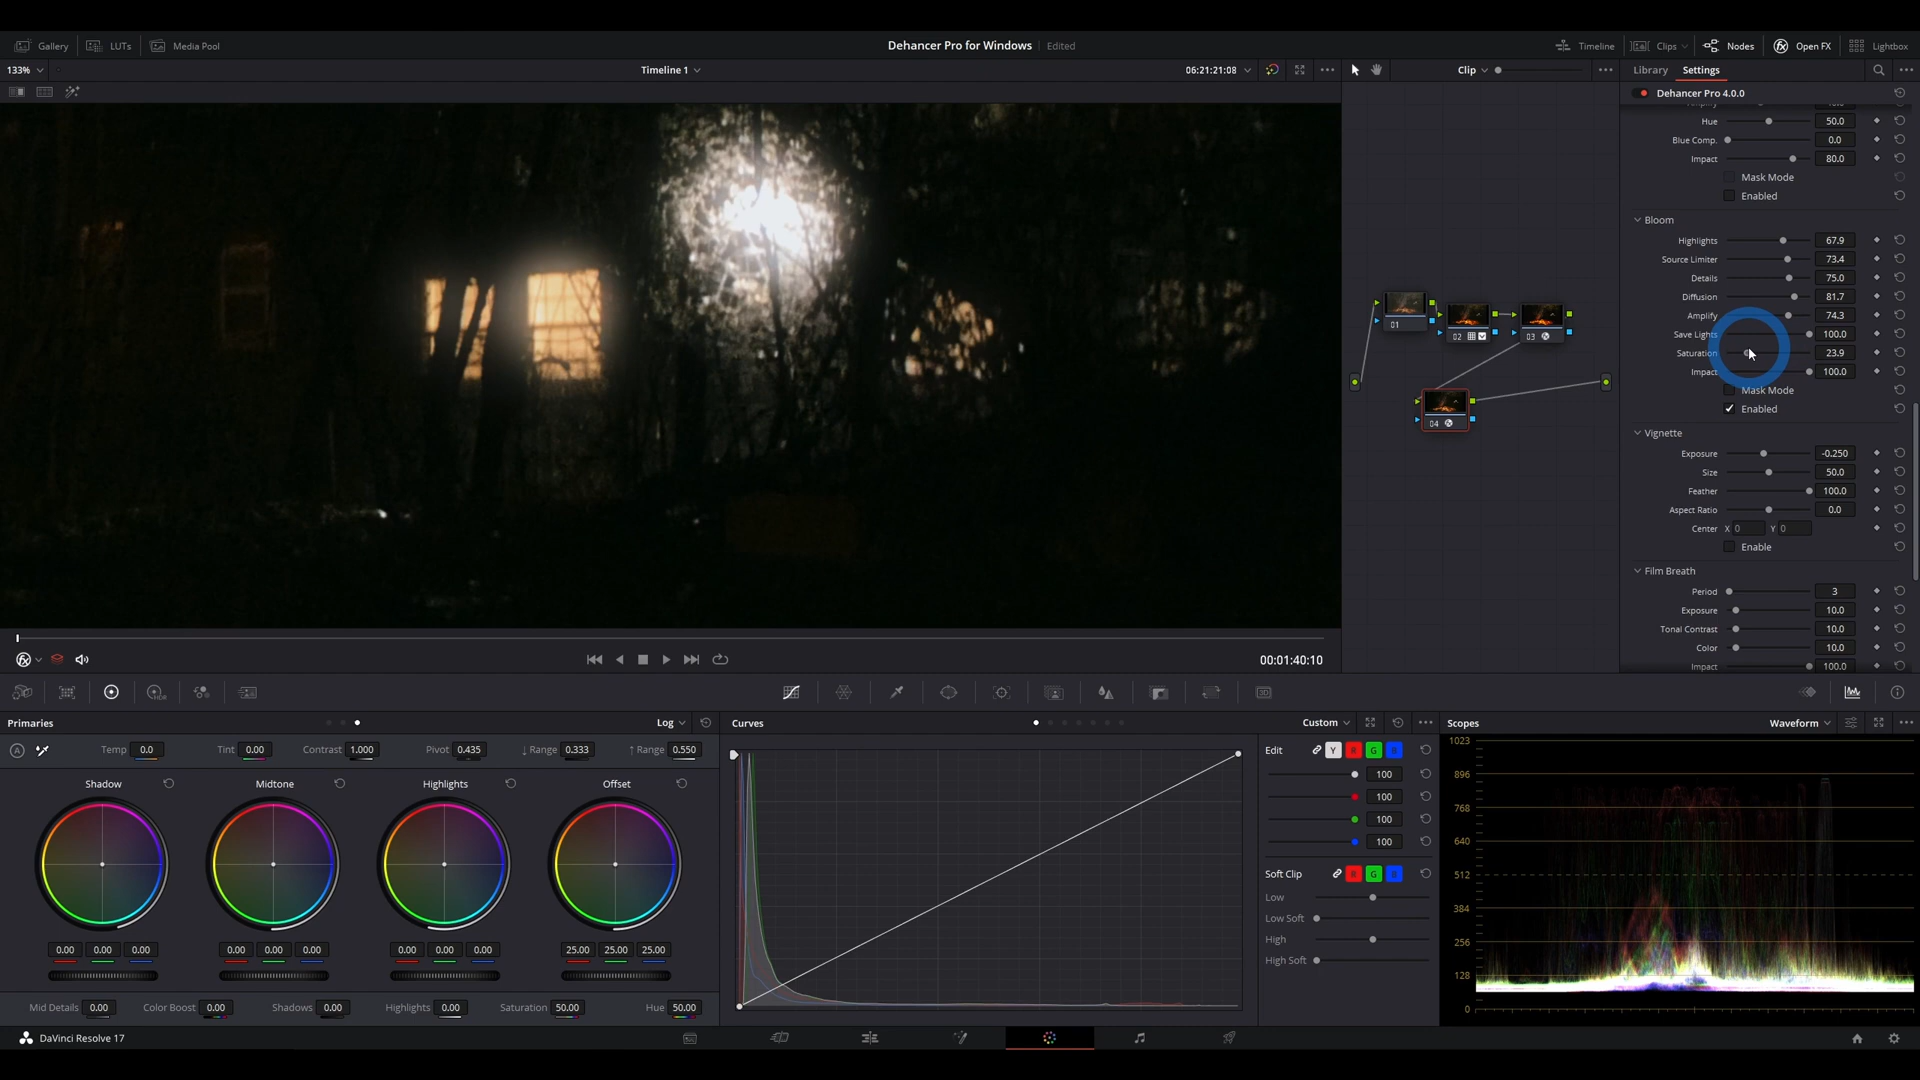 Gallery LUTs Media Pool Dehancer Pro for Windows Edited Timeline Clips Nodes Open FX Lightbox
133% Timeline 1 06:21:21:08 Clip Library Settings
Dehancer Pro 4.0.0
Amplify
Hue 50.0
Blue Comp. 0.0
Impact 80.0
Mask Mode
Enabled
Bloom
Highlights 67.9
Source Limiter 73.4
Details 75.0
Diffusion 81.7
Amplify 74.3
Save Lights 100.0
Saturation 23.9
Impact 100.0
Mask Mode
Enabled
Vignette
Exposure -0.250
Size 50.0
Feather 100.0
Aspect Ratio 0.0
Center X 0 Y 0
Enable
Film Breath
Period 3
Exposure 10.0
Tonal Contrast 10.0
Color 10.0
Impact 100.0
01
02
03
04
00:01:40:10
Primaries Log Curves Custom Scopes Waveform
Temp 0.0 Tint 0.00 Contrast 1.000 Pivot 0.435 ↓ Range 0.333 ↑ Range 0.550
Shadow Midtone Highlights Offset
0.00 0.00 0.00 0.00 0.00 0.00 0.00 0.00 0.00 25.00 25.00 25.00
Mid Details 0.00 Color Boost 0.00 Shadows 0.00 Highlights 0.00 Saturation 50.00 Hue 50.00
Edit Y R G B
100
100
100
100
Soft Clip R G B
Low
Low Soft
High
High Soft
1023
896
768
640
512
384
256
128
0
DaVinci Resolve 17